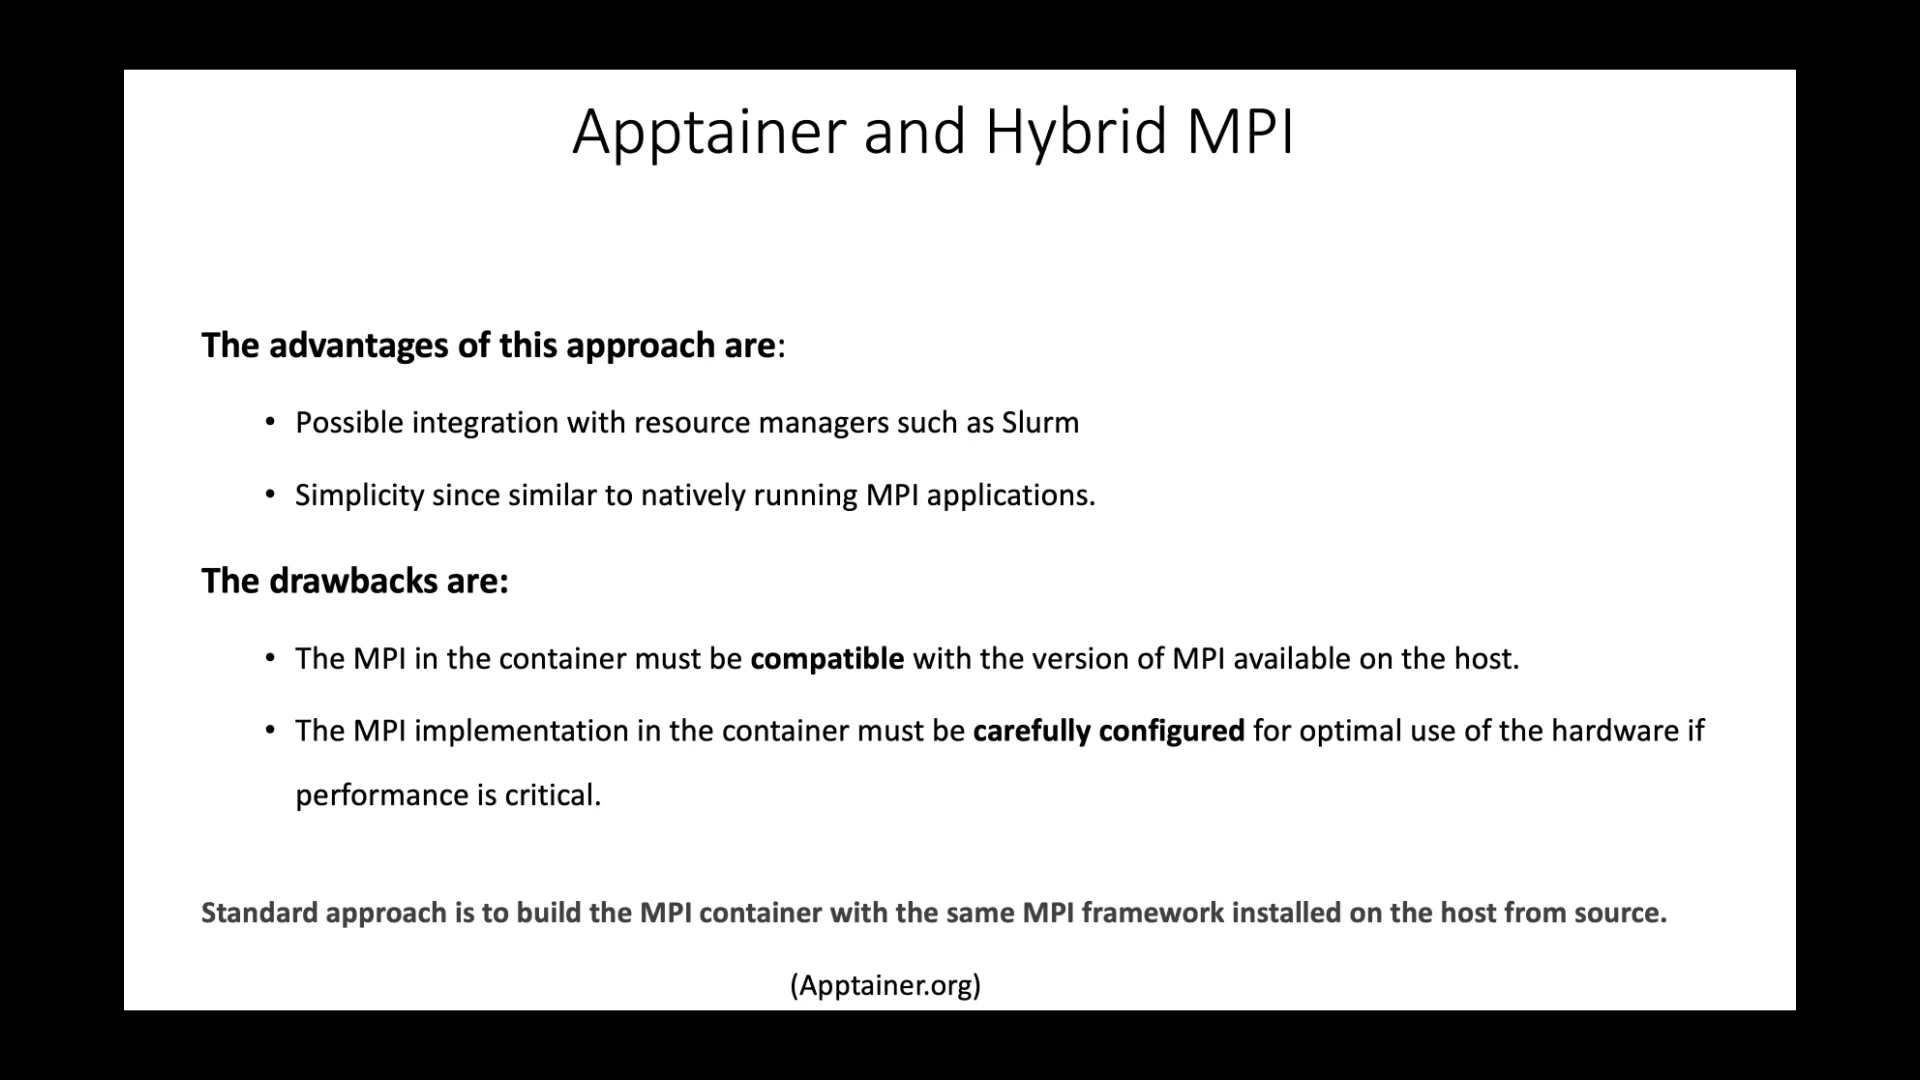 Apptainer and Hybrid MPI
The advantages of this approach are:
• Possible integration with resource managers such as Slurm
• Simplicity since similar to natively running MPI applications.
The drawbacks are:
• The MPI in the container must be compatible with the version of MPI available on the host.
• The MPI implementation in the container must be carefully configured for optimal use of the hardware if
performance is critical.
Standard approach is to build the MPI container with the same MPI framework installed on the host from source.
(Apptainer.org)